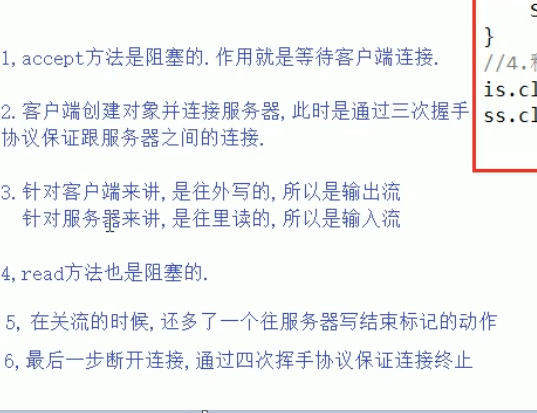 1,accept方法是阻塞的.作用就是等待客户端连接.
2.客户端创建对象并连接服务器,此时是通过三次握手
协议保证跟服务器之间的连接.
3.针对客户端来讲,是往外写的,所以是输出流
针对服务器来讲,是往里读的,所以是输入流
4,read方法也是阻塞的.
5,在关流的时候,还多了一个往服务器写结束标记的动作
6,最后一步断开连接,通过四次挥手协议保证连接终止
}
//4.
is.cl
ss.cl